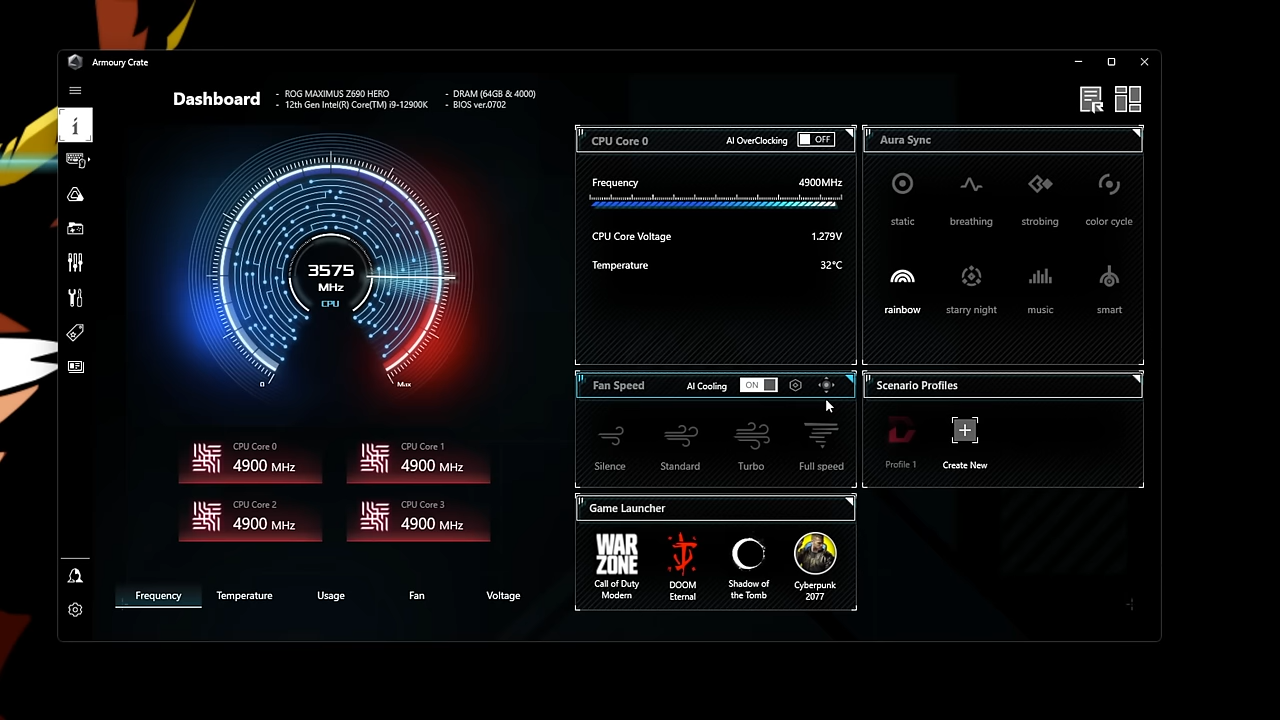 Armoury Crate
Dashboard
- ROG MAXIMUS Z690 HERO
- 12th Gen Intel(R) Core(TM) i9-12900K
- DRAM (64GB & 4000)
- BIOS ver.0702
3575
MHz
CPU
0
Max
CPU Core 0
4900 MHz
CPU Core 1
4900 MHz
CPU Core 2
4900 MHz
CPU Core 3
4900 MHz
Frequency
Temperature
Usage
Fan
Voltage
CPU Core 0
AI OverClocking
OFF
Frequency 4900MHz
CPU Core Voltage 1.279V
Temperature 32°C
Aura Sync
static
breathing
strobing
color cycle
rainbow
starry night
music
smart
Fan Speed
AI Cooling
ON
Silence
Standard
Turbo
Full speed
Scenario Profiles
Profile 1
Create New
Game Launcher
WAR
ZONE
Call of Duty
Modern
DOOM
Eternal
Shadow of
the Tomb
Cyberpunk
2077